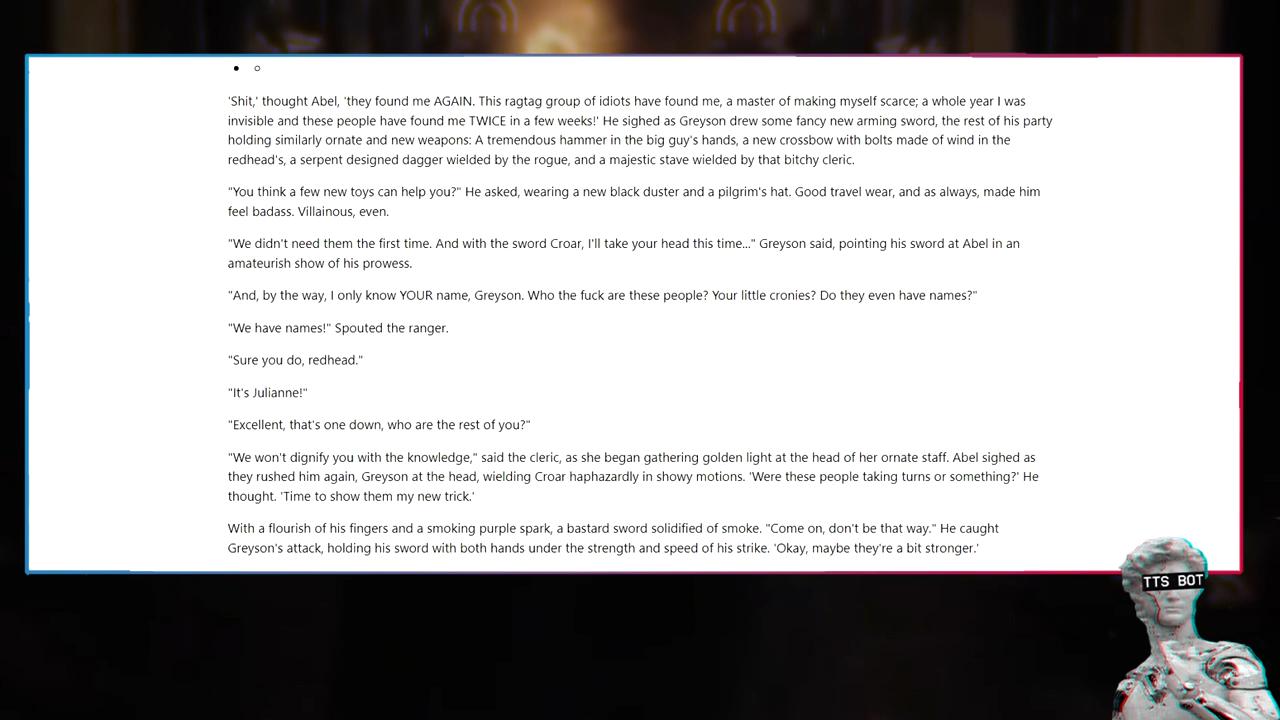 'Shit,' thought Abel, 'they found me AGAIN. This ragtag group of idiots have found me, a master of making myself scarce; a whole year I was
invisible and these people have found me TWICE in a few weeks!' He sighed as Greyson drew some fancy new arming sword, the rest of his party
holding similarly ornate and new weapons: A tremendous hammer in the big guy's hands, a new crossbow with bolts made of wind in the
redhead's, a serpent designed dagger wielded by the rogue, and a majestic stave wielded by that bitchy cleric.
"You think a few new toys can help you?" He asked, wearing a new black duster and a pilgrim's hat. Good travel wear, and as always, made him
feel badass. Villainous, even.
"We didn't need them the first time. And with the sword Croar, I'll take your head this time..." Greyson said, pointing his sword at Abel in an
amateurish show of his prowess.
"And, by the way, I only know YOUR name, Greyson. Who the fuck are these people? Your little cronies? Do they even have names?"
"We have names!" Spouted the ranger.
"Sure you do, redhead."
"It's Julianne!"
"Excellent, that's one down, who are the rest of you?"
"We won't dignify you with the knowledge," said the cleric, as she began gathering golden light at the head of her ornate staff. Abel sighed as
they rushed him again, Greyson at the head, wielding Croar haphazardly in showy motions. 'Were these people taking turns or something?' He
thought. 'Time to show them my new trick.'
With a flourish of his fingers and a smoking purple spark, a bastard sword solidified of smoke. "Come on, don't be that way." He caught
Greyson's attack, holding his sword with both hands under the strength and speed of his strike. 'Okay, maybe they're a bit stronger.'
TTS BOT